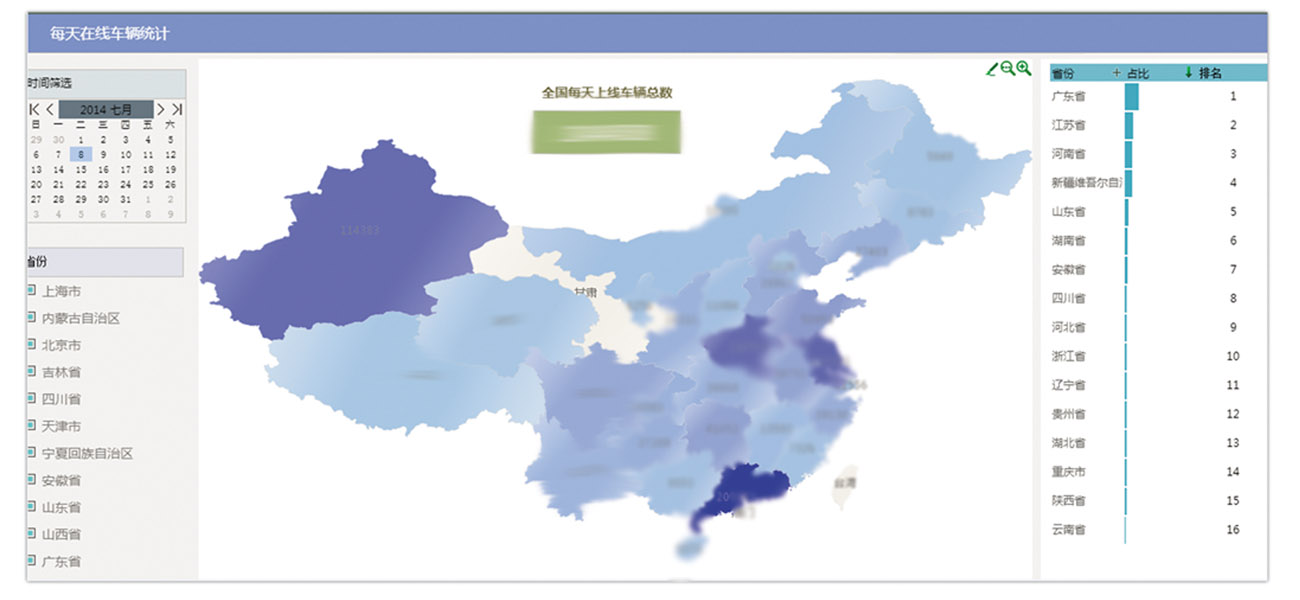 每天在线车辆统计
时间筛选
2014 七月
日 一 二 三 四 五 六
29 30 1 2 3 4 5
6 7 8 9 10 11 12
13 14 15 16 17 18 19
20 21 22 23 24 25 26
27 28 29 30 31 1 2
3 4 5 6 7 8 9
省份
上海市
内蒙古自治区
北京市
吉林省
四川省
天津市
宁夏回族自治区
安徽省
山东省
山西省
广东省
全国每天上线车辆总数
114383
甘肃
台湾
省份 占比 排名
广东省 1
江苏省 2
河南省 3
新疆维吾尔自 4
山东省 5
湖南省 6
安徽省 7
四川省 8
河北省 9
浙江省 10
辽宁省 11
贵州省 12
湖北省 13
重庆市 14
陕西省 15
云南省 16